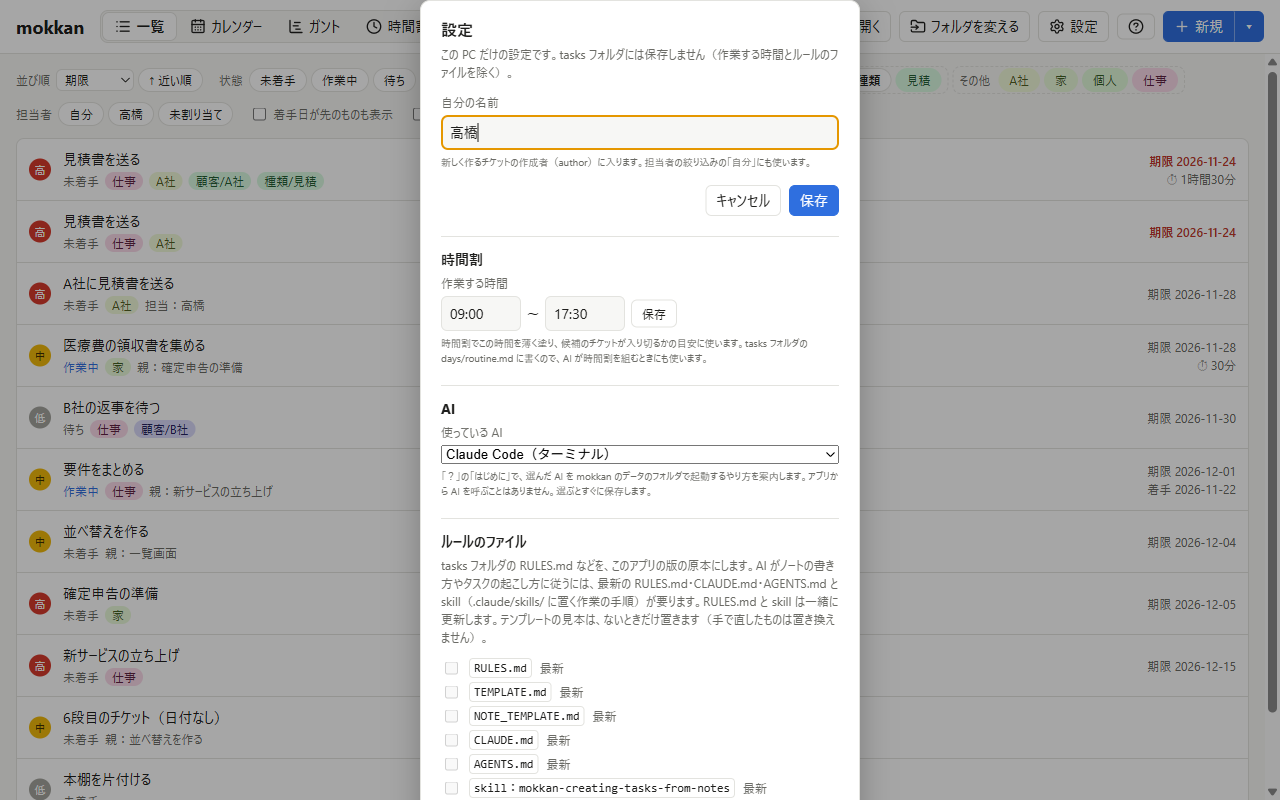 mokkan
一覧
カレンダー
ガント
時間割
開く
フォルダを変える
設定
新規
並び順
期限
↑近い順
状態
未着手
作業中
待ち
種類
見積
その他
A社
家
個人
仕事
担当者
自分
高橋
未割り当て
着手日が先のものも表示
高
見積書を送る
未着手 仕事 A社 顧客/A社 種類/見積
期限 2026-11-24
1時間30分
高
見積書を送る
未着手 仕事 A社
期限 2026-11-24
高
A社に見積書を送る
未着手 A社 担当：高橋
期限 2026-11-28
中
医療費の領収書を集める
作業中 家 親：確定申告の準備
期限 2026-11-28
30分
低
B社の返事を待つ
待ち 仕事 顧客/B社
期限 2026-11-30
中
要件をまとめる
作業中 仕事 親：新サービスの立ち上げ
期限 2026-12-01
着手 2026-11-22
中
並べ替えを作る
未着手 親：一覧画面
期限 2026-12-04
高
確定申告の準備
未着手 家
期限 2026-12-05
高
新サービスの立ち上げ
未着手 仕事
期限 2026-12-15
中
6段目のチケット（日付なし）
未着手 親：並べ替えを作る
低
本棚を片付ける
設定
この PC だけの設定です。tasks フォルダには保存しません（作業する時間とルールのフ
ァイルを除く）。
自分の名前
高橋
新しく作るチケットの作成者（author）に入ります。担当者の絞り込みの「自分」にも使います。
キャンセル
保存
時間割
作業する時間
09:00 ～ 17:30 保存
時間割でこの時間を薄く塗り、候補のチケットが入り切るかの目安に使います。tasks フォルダの
days/routine.md に書くので、AI が時間割を組むときにも使います。
AI
使っている AI
Claude Code（ターミナル）
「？」の「はじめに」で、選んだ AI を mokkan のデータのフォルダで起動するやり方を案内します。アプリか
ら AI を呼ぶことはありません。選ぶとすぐに保存します。
ルールのファイル
tasks フォルダの RULES.md などを、このアプリの版の原本にします。AI がノートの書き
方やタスクの起こし方に従うには、最新の RULES.md・CLAUDE.md・AGENTS.md と
skill（.claude/skills/ に置く作業の手順）が要ります。RULES.md と skill は一緒に
更新します。テンプレートの見本は、ないときだけ置きます（手で直したものは置き換え
ません）。
RULES.md 最新
TEMPLATE.md 最新
NOTE_TEMPLATE.md 最新
CLAUDE.md 最新
AGENTS.md 最新
skill：mokkan-creating-tasks-from-notes 最新